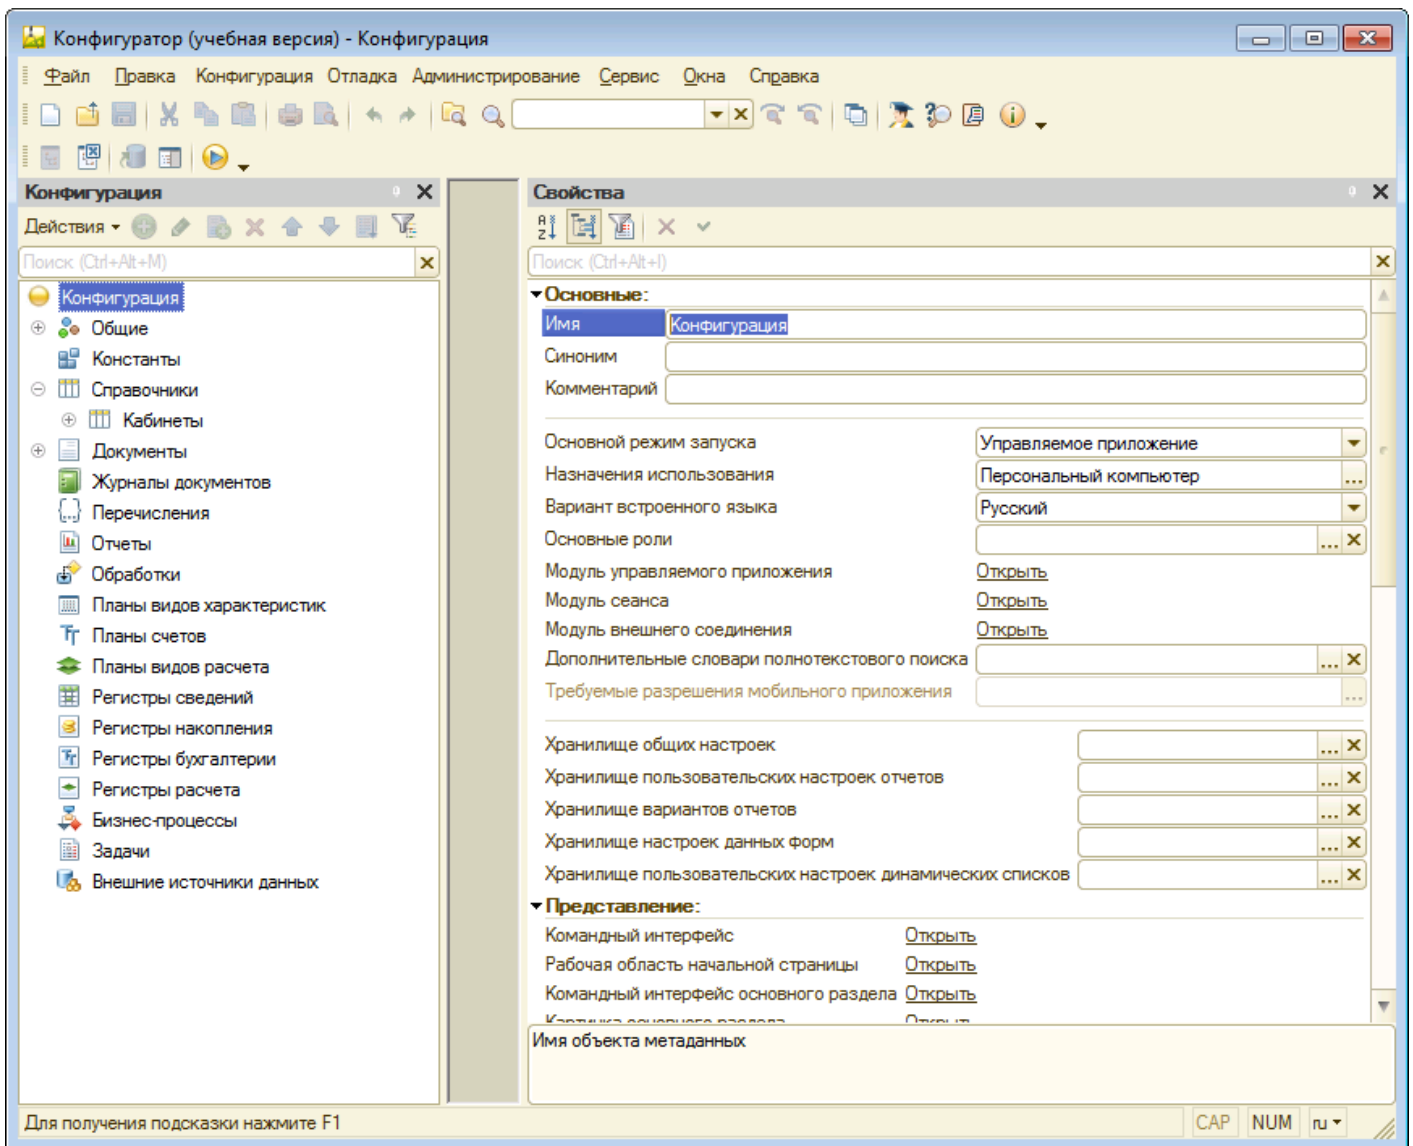 Конфигуратор (учебная версия) - Конфигурация
Файл Правка Конфигурация Отладка Администрирование Сервис Окна Справка
Конфигурация
Действия
Поиск (Ctrl+Alt+M)
Конфигурация
Общие
Константы
Справочники
Кабинеты
Документы
Журналы документов
Перечисления
Отчеты
Обработки
Планы видов характеристик
Планы счетов
Планы видов расчета
Регистры сведений
Регистры накопления
Регистры бухгалтерии
Регистры расчета
Бизнес-процессы
Задачи
Внешние источники данных
Свойства
Поиск (Ctrl+Alt+I)
Основные:
Имя Конфигурация
Синоним
Комментарий
Основной режим запуска Управляемое приложение
Назначения использования Персональный компьютер ...
Вариант встроенного языка Русский
Основные роли ...
Модуль управляемого приложения Открыть
Модуль сеанса Открыть
Модуль внешнего соединения Открыть
Дополнительные словари полнотекстового поиска ...
Требуемые разрешения мобильного приложения ...
Хранилище общих настроек ...
Хранилище пользовательских настроек отчетов ...
Хранилище вариантов отчетов ...
Хранилище настроек данных форм ...
Хранилище пользовательских настроек динамических списков ...
Представление:
Командный интерфейс Открыть
Рабочая область начальной страницы Открыть
Командный интерфейс основного раздела Открыть
Картинка основного раздела Открыть
Имя объекта метаданных
Для получения подсказки нажмите F1 CAP NUM ru